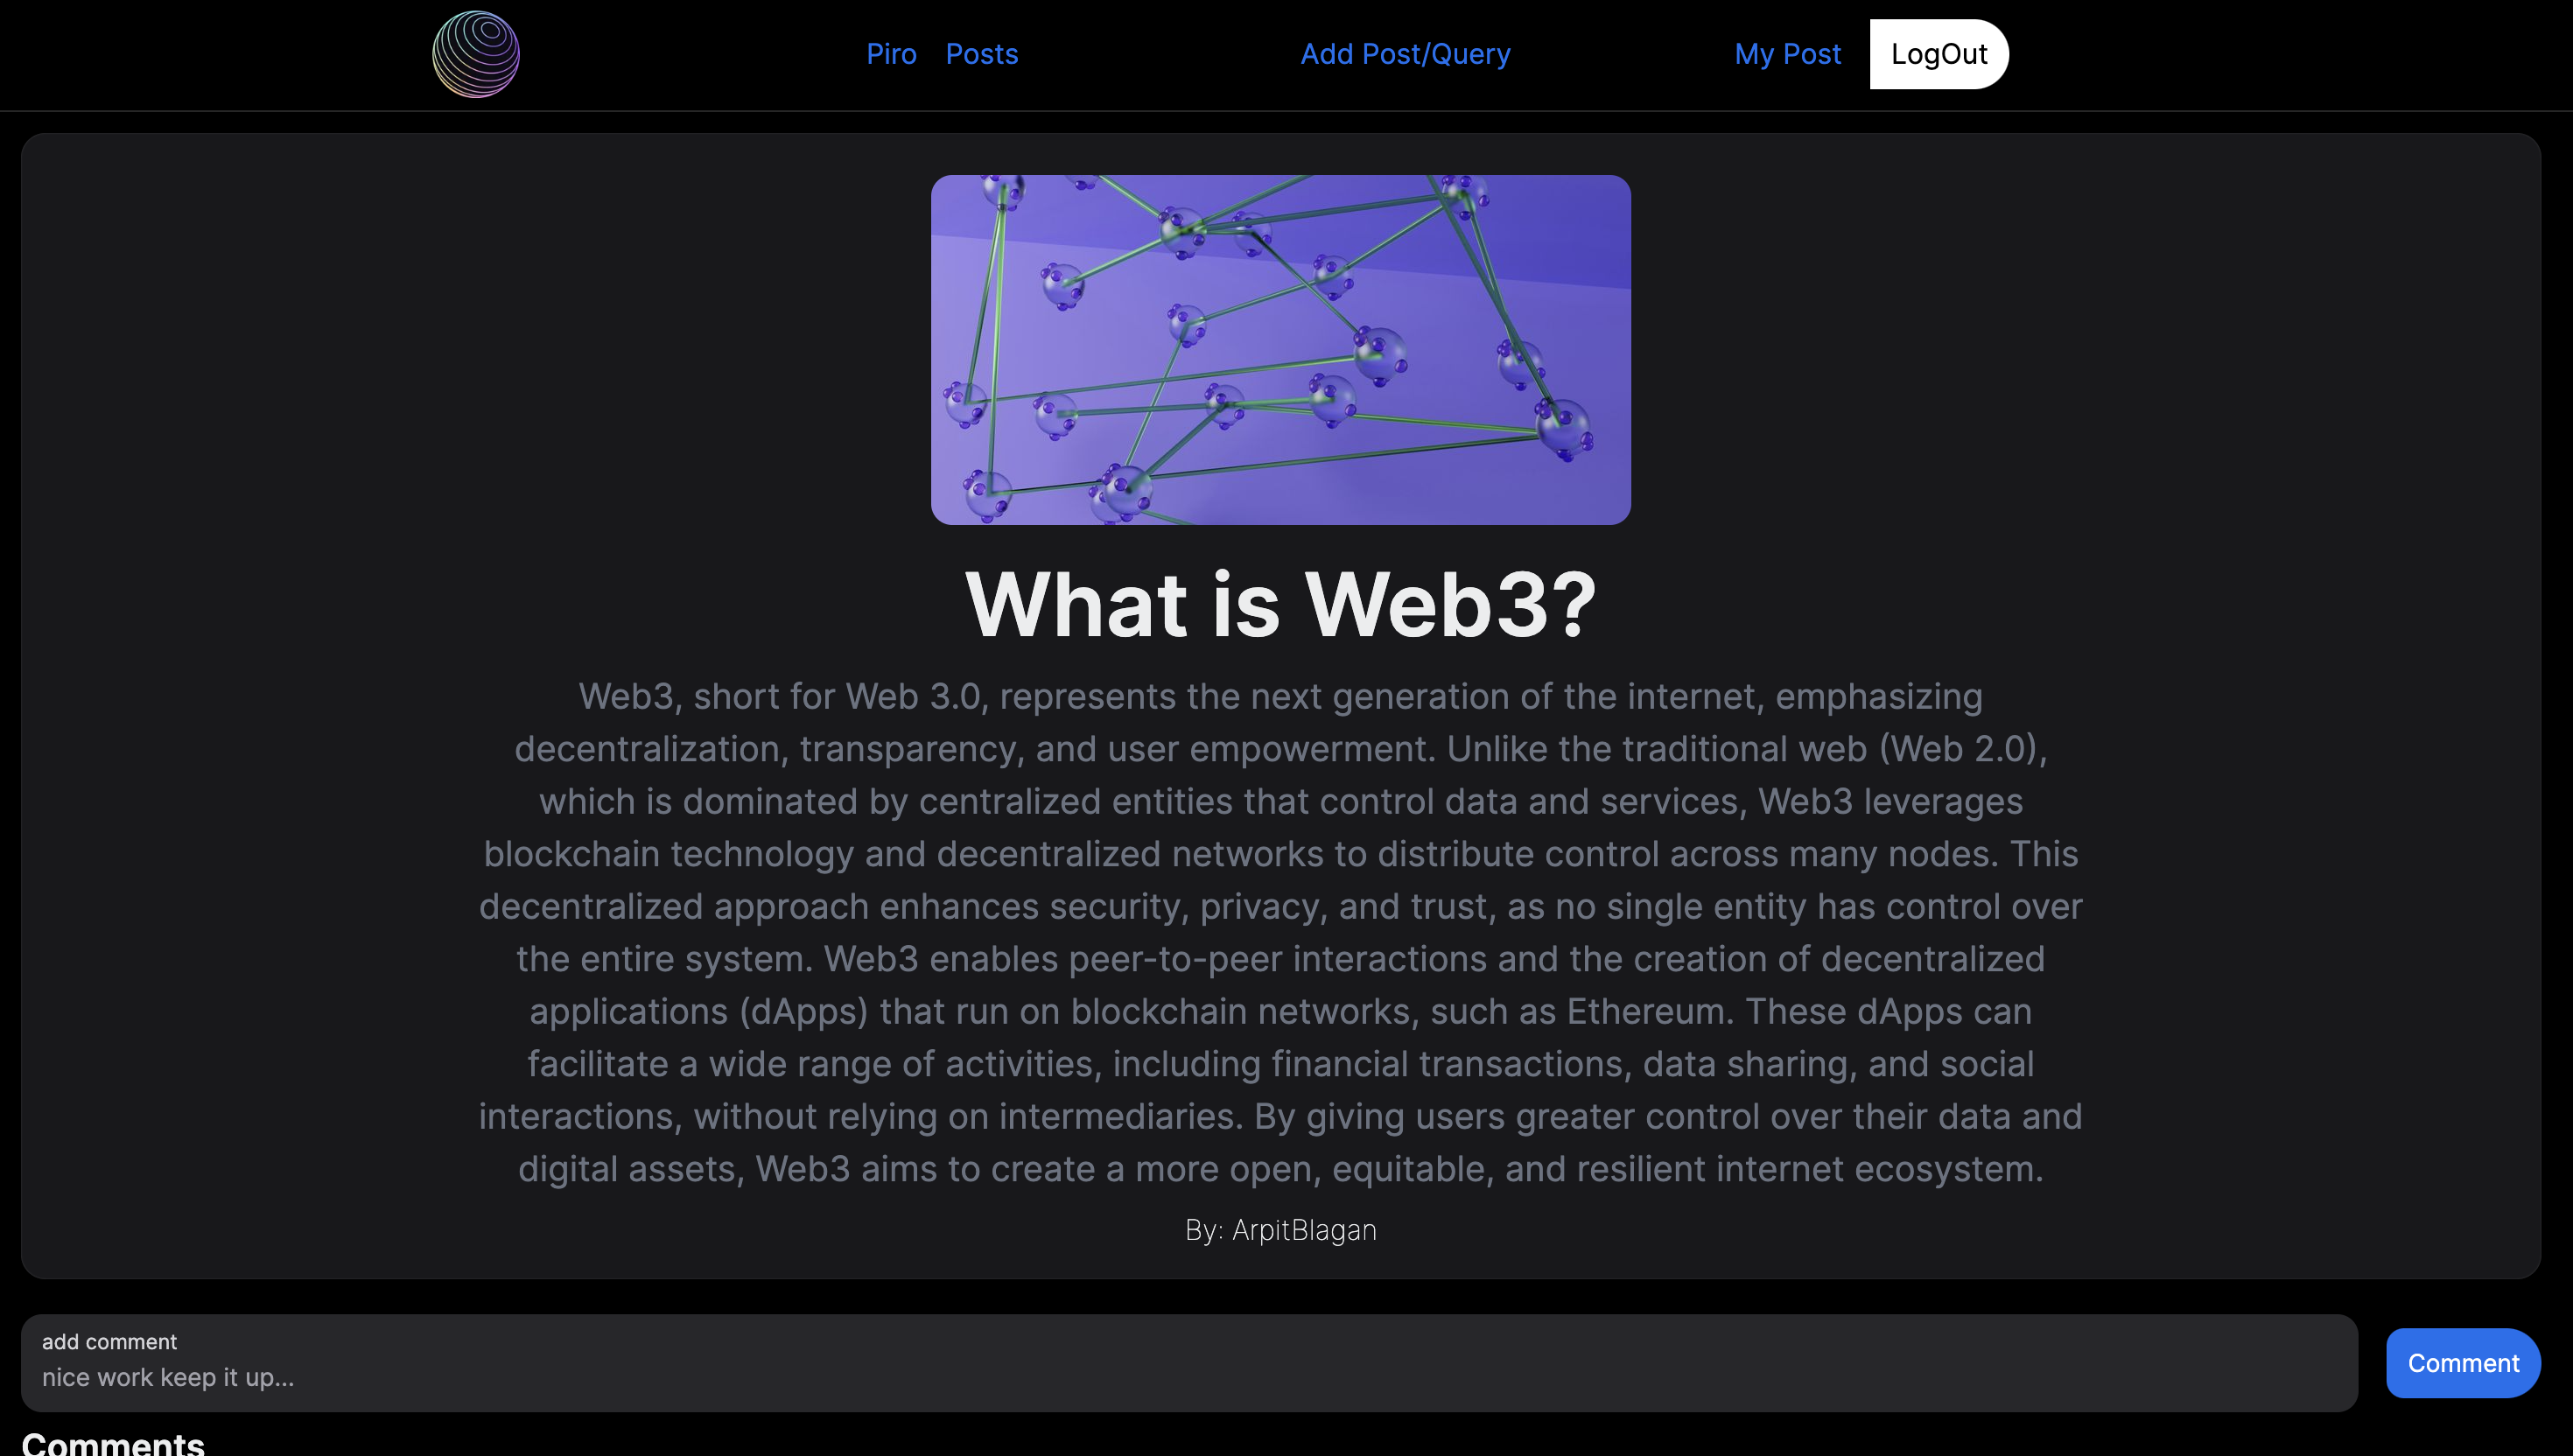 Piro Posts Add Post/Query My Post LogOut
What is Web3?
Web3, short for Web 3.0, represents the next generation of the internet, emphasizing
decentralization, transparency, and user empowerment. Unlike the traditional web (Web 2.0),
which is dominated by centralized entities that control data and services, Web3 leverages
blockchain technology and decentralized networks to distribute control across many nodes. This
decentralized approach enhances security, privacy, and trust, as no single entity has control over
the entire system. Web3 enables peer-to-peer interactions and the creation of decentralized
applications (dApps) that run on blockchain networks, such as Ethereum. These dApps can
facilitate a wide range of activities, including financial transactions, data sharing, and social
interactions, without relying on intermediaries. By giving users greater control over their data and
digital assets, Web3 aims to create a more open, equitable, and resilient internet ecosystem.
By: ArpitBlagan
add comment
nice work keep it up...
Comment
Comments